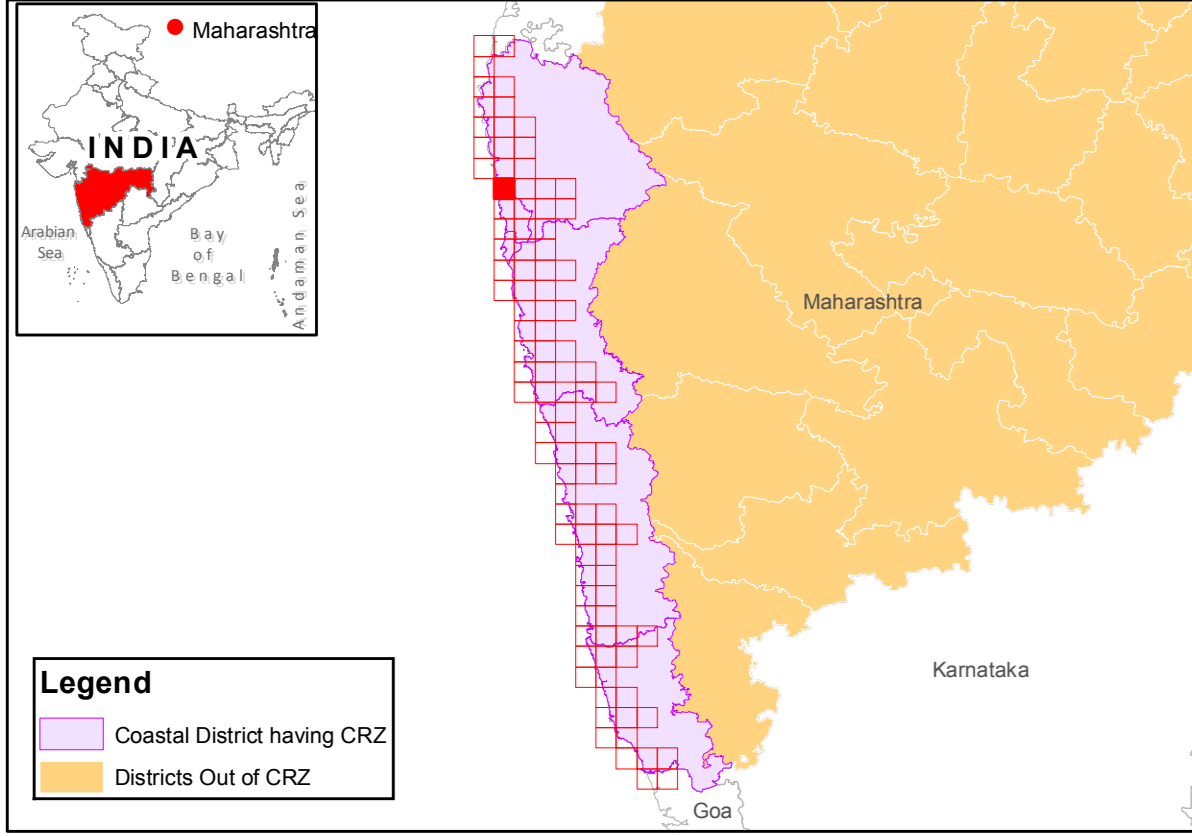 Maharashtra
INDIA
Arabian
Sea
Bay
of
Bengal
Andaman Sea
Maharashtra
Karnataka
Goa
Legend
Coastal District having CRZ
Districts Out of CRZ